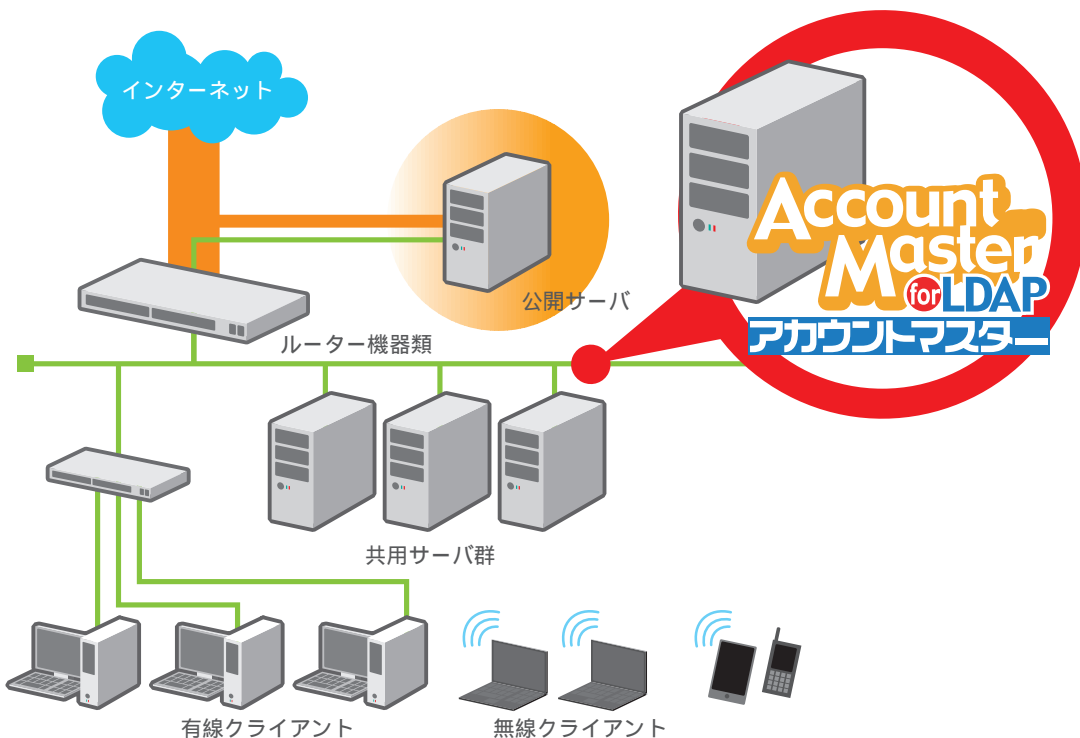 インターネット
公開サーバ
ルーター機器類
Account
Master
for LDAP
アカウントマスター
共用サーバ群
有線クライアント
無線クライアント